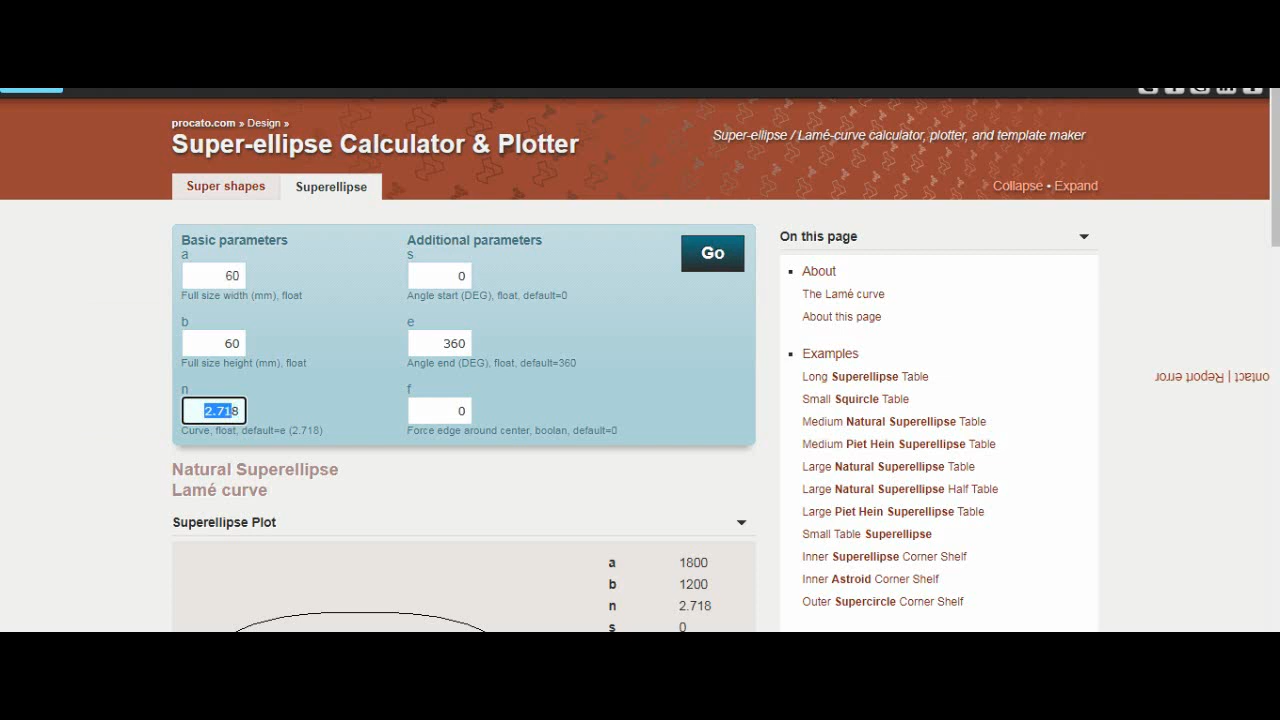 procato.com » Design »
Super-ellipse Calculator & Plotter
Super-ellipse / Lamé-curve calculator, plotter, and template maker
Super shapes
Superellipse
Collapse • Expand
Basic parameters
a
60
Full size width (mm), float
b
60
Full size height (mm), float
n
2.718
Curve, float, default=e (2.718)
Additional parameters
s
0
Angle start (DEG), float, default=0
e
360
Angle end (DEG), float, default=360
f
0
Force edge around center, boolan, default=0
Go
Natural Superellipse
Lamé curve
Superellipse Plot
a 1800
b 1200
n 2.718
s 0
On this page
About
The Lamé curve
About this page
Examples
Long Superellipse Table
Small Squircle Table
Medium Natural Superellipse Table
Medium Piet Hein Superellipse Table
Large Natural Superellipse Table
Large Natural Superellipse Half Table
Large Piet Hein Superellipse Table
Small Table Superellipse
Inner Superellipse Corner Shelf
Inner Astroid Corner Shelf
Outer Supercircle Corner Shelf
ontact | Report error